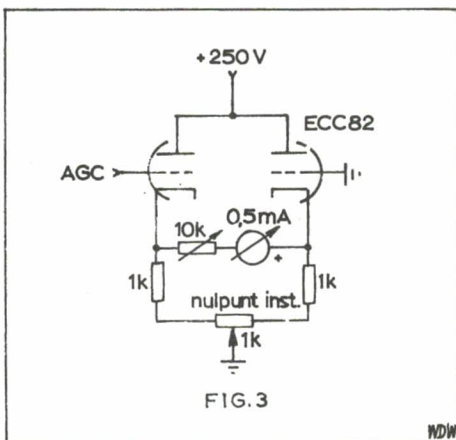 +250V
ECC82
AGC
0,5mA
10k
+
1k
1k
nulpunt inst.
1k
FIG.3
WDW